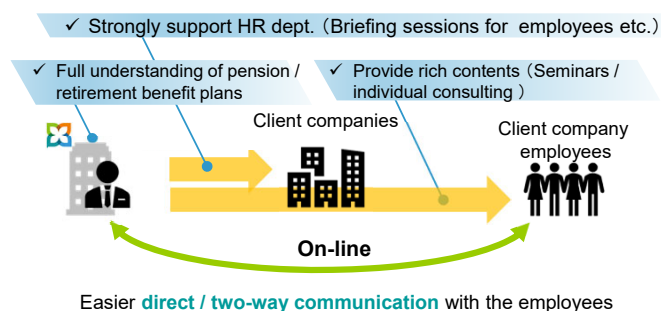 ✓ Strongly support HR dept. (Briefing sessions for employees etc.)
✓ Full understanding of pension /
retirement benefit plans
✓ Provide rich contents (Seminars /
individual consulting )
Client companies
Client company
employees
On-line
Easier direct / two-way communication with the employees